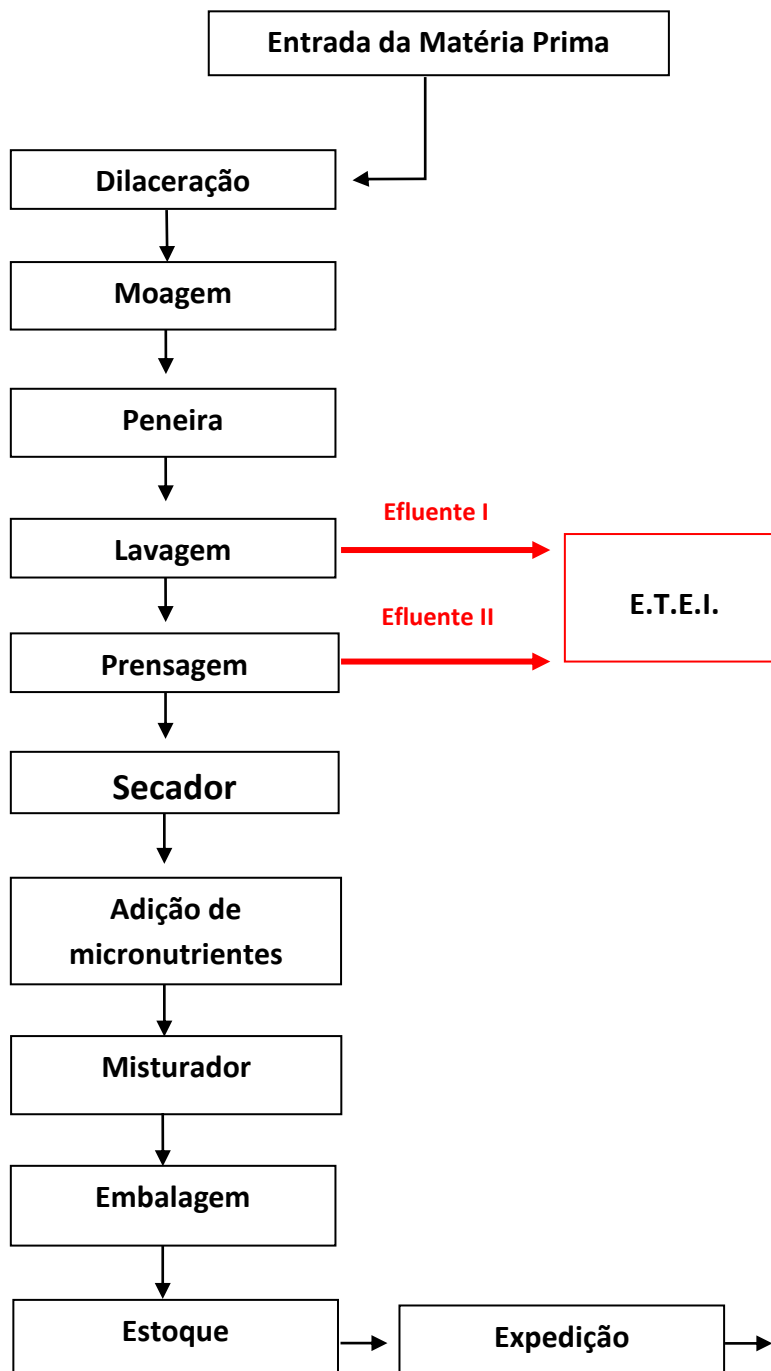 Entrada da Matéria Prima
Dilaceração
Moagem
Peneira
Lavagem
Efluente I
E.T.E.I.
Efluente II
Prensagem
Secador
Adição de
micronutrientes
Misturador
Embalagem
Estoque
Expedição